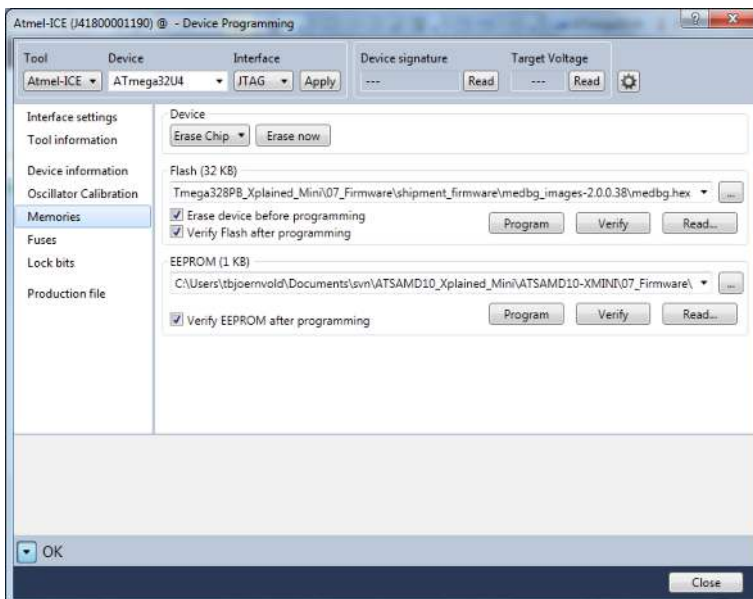 Atmel-ICE (J41800001190) @ - Device Programming
Tool Device Interface Device signature Target Voltage
Atmel-ICE ATmega32U4 JTAG Apply --- Read --- Read
Interface settings
Tool information
Device information
Oscillator Calibration
Memories
Fuses
Lock bits
Production file
Device
Erase Chip Erase now
Flash (32 KB)
Tmega328PB_Xplained_Mini\07_Firmware\shipment_firmware\medbg_images-2.0.0.38\medbg.hex ...
Erase device before programming
Verify Flash after programming
Program Verify Read...
EEPROM (1 KB)
C:\Users\tbjoernvold\Documents\svn\ATSAMD10_Xplained_Mini\ATSAMD10-XMINI\07_Firmware\ ...
Verify EEPROM after programming
Program Verify Read...
OK
Close